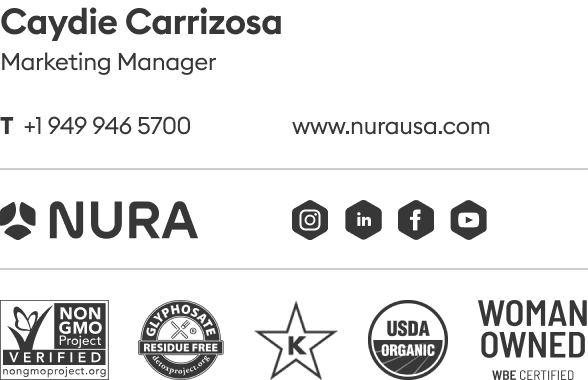 Caydie Carrizosa
Marketing Manager
T +1 949 946 5700
www.nurausa.com
NURA
in
f
NON
GMO
Project
VERIFIED
nongmoproject.org
GLYPHOSATE
RESIDUE FREE
detoxproject.org
K
USDA
ORGANIC
WOMAN
OWNED
WBE CERTIFIED